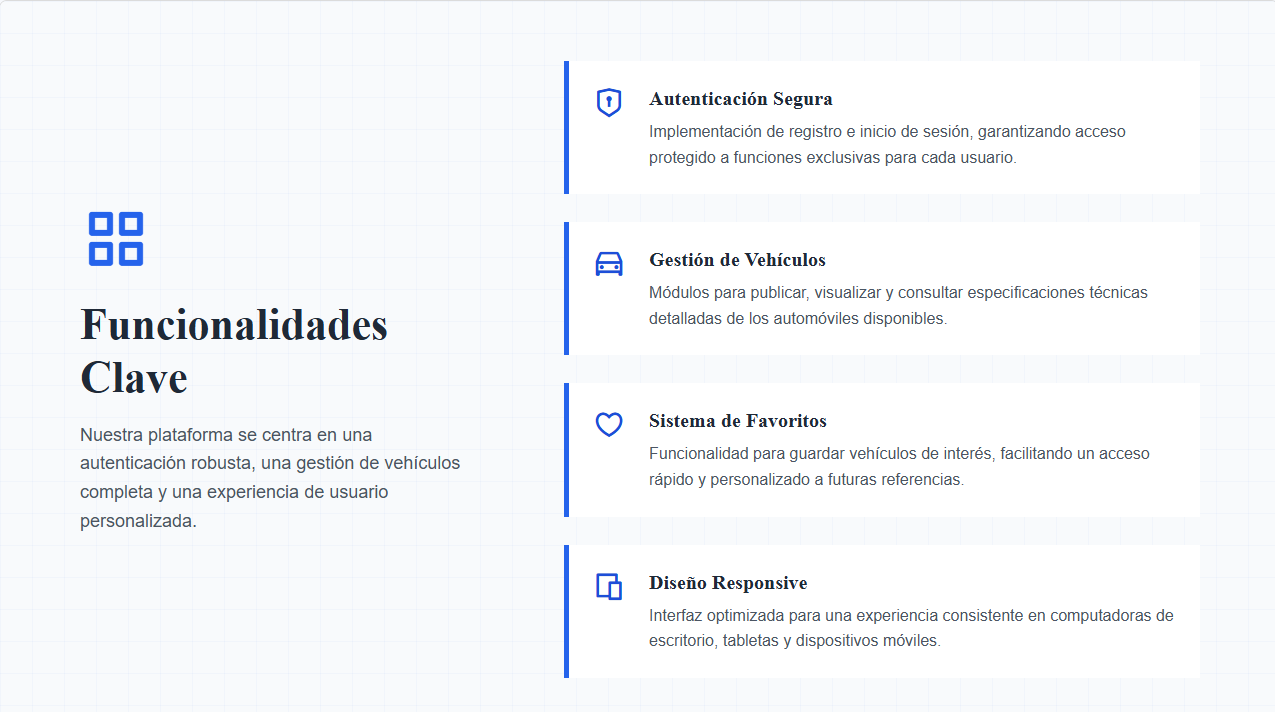 Funcionalidades
Clave
Nuestra plataforma se centra en una
autenticación robusta, una gestión de vehículos
completa y una experiencia de usuario
personalizada.
Autenticación Segura
Implementación de registro e inicio de sesión, garantizando acceso
protegido a funciones exclusivas para cada usuario.
Gestión de Vehículos
Módulos para publicar, visualizar y consultar especificaciones técnicas
detalladas de los automóviles disponibles.
Sistema de Favoritos
Funcionalidad para guardar vehículos de interés, facilitando un acceso
rápido y personalizado a futuras referencias.
Diseño Responsive
Interfaz optimizada para una experiencia consistente en computadoras de
escritorio, tabletas y dispositivos móviles.